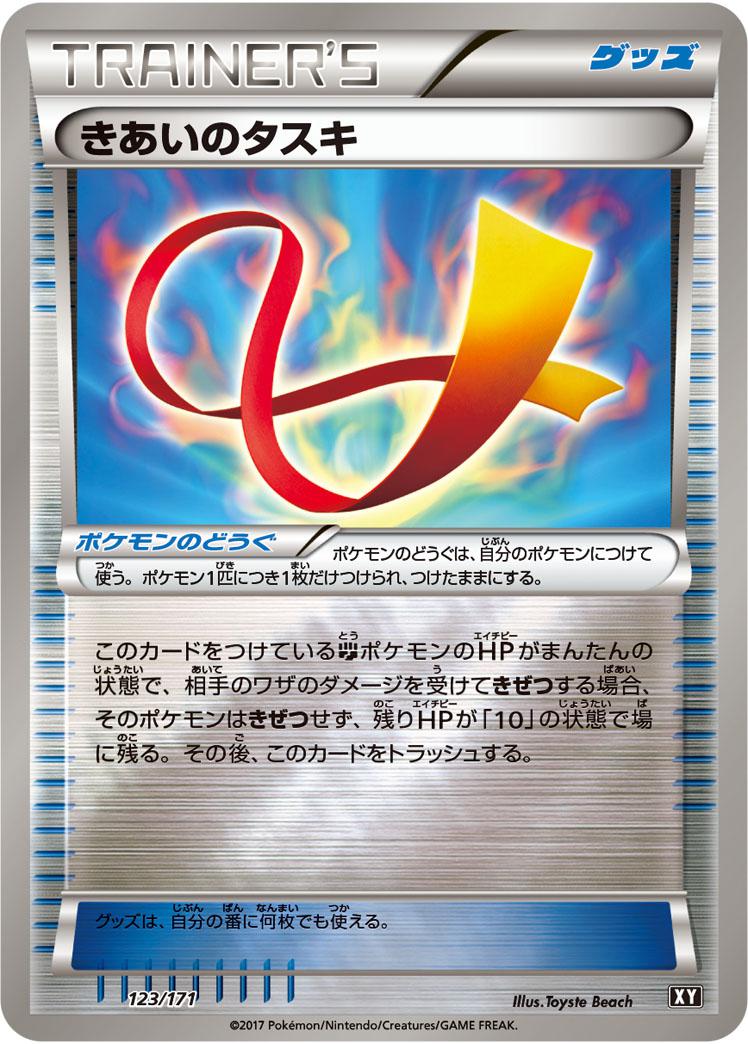 TRAINER'S
グッズ
きあいのタスキ
ポケモンのどうぐ
ポケモンのどうぐは、自分のポケモンにつけて
使う。ポケモン1匹につき1枚だけつけられ、つけたままにする。
このカードをつけているポケモンのHPがまんたんの
状態で、相手のワザのダメージを受けてきぜつする場合、
そのポケモンはきぜつせず、残りHPが「10」の状態で場
に残る。その後、このカードをトラッシュする。
グッズは、自分の番に何枚でも使える。
123/171
Illus.Toyste Beach
XY
©2017 Pokémon/Nintendo/Creatures/GAME FREAK.